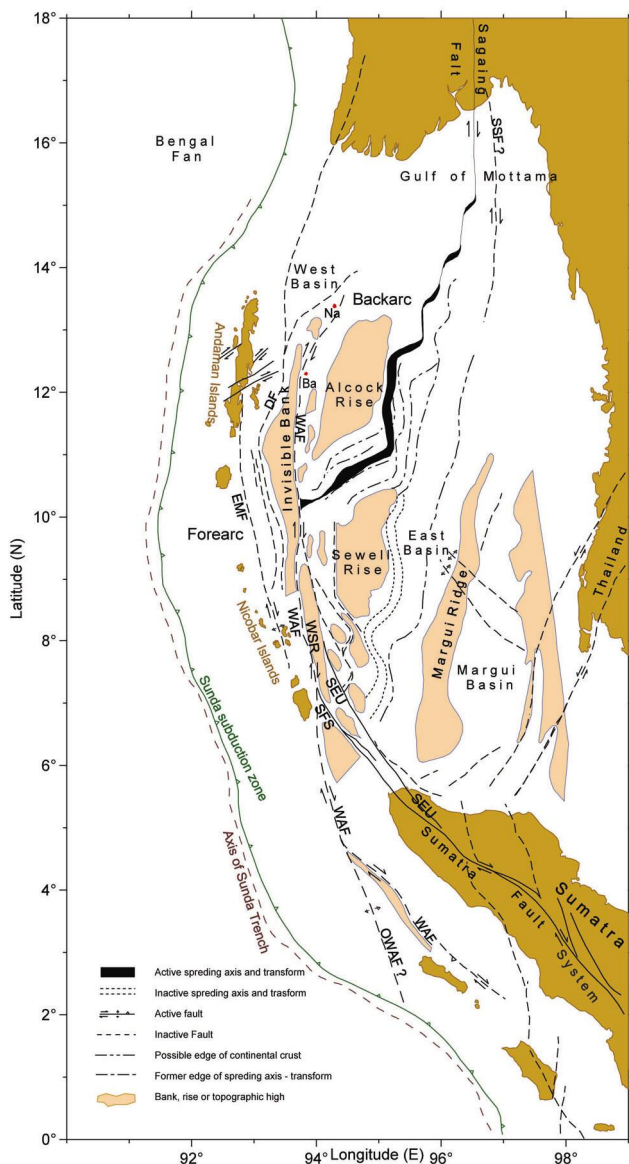 18°
16°
14°
12°
10°
8°
6°
4°
2°
0°
Latitude (N)
92°
94°
Longitude (E)
96°
98°
Sagaing
Falt
SSF?
Bengal
Fan
Gulf of Mottama
West
Basin
Backarc
Na
Andaman Islands
Ba
DF
WAF
Alcock
Rise
Invisible Bank
EMF
Forearc
Sewell
Rise
East
Basin
Thailand
Nicobar Islands
WAF
WSR
Margui Ridge
Margui
Basin
SEU
SFS
Sunda subduction zone
Axis of Sunda Trench
WAF
SEU
Sumatra
Fault
System
Sumatra
WAF
OWAF ?
Active spreding axis and transform
Inactive spreding axis and trasform
Active fault
Inactive Fault
Possible edge of continental crust
Former edge of spreding axis - transform
Bank, rise or topographic high